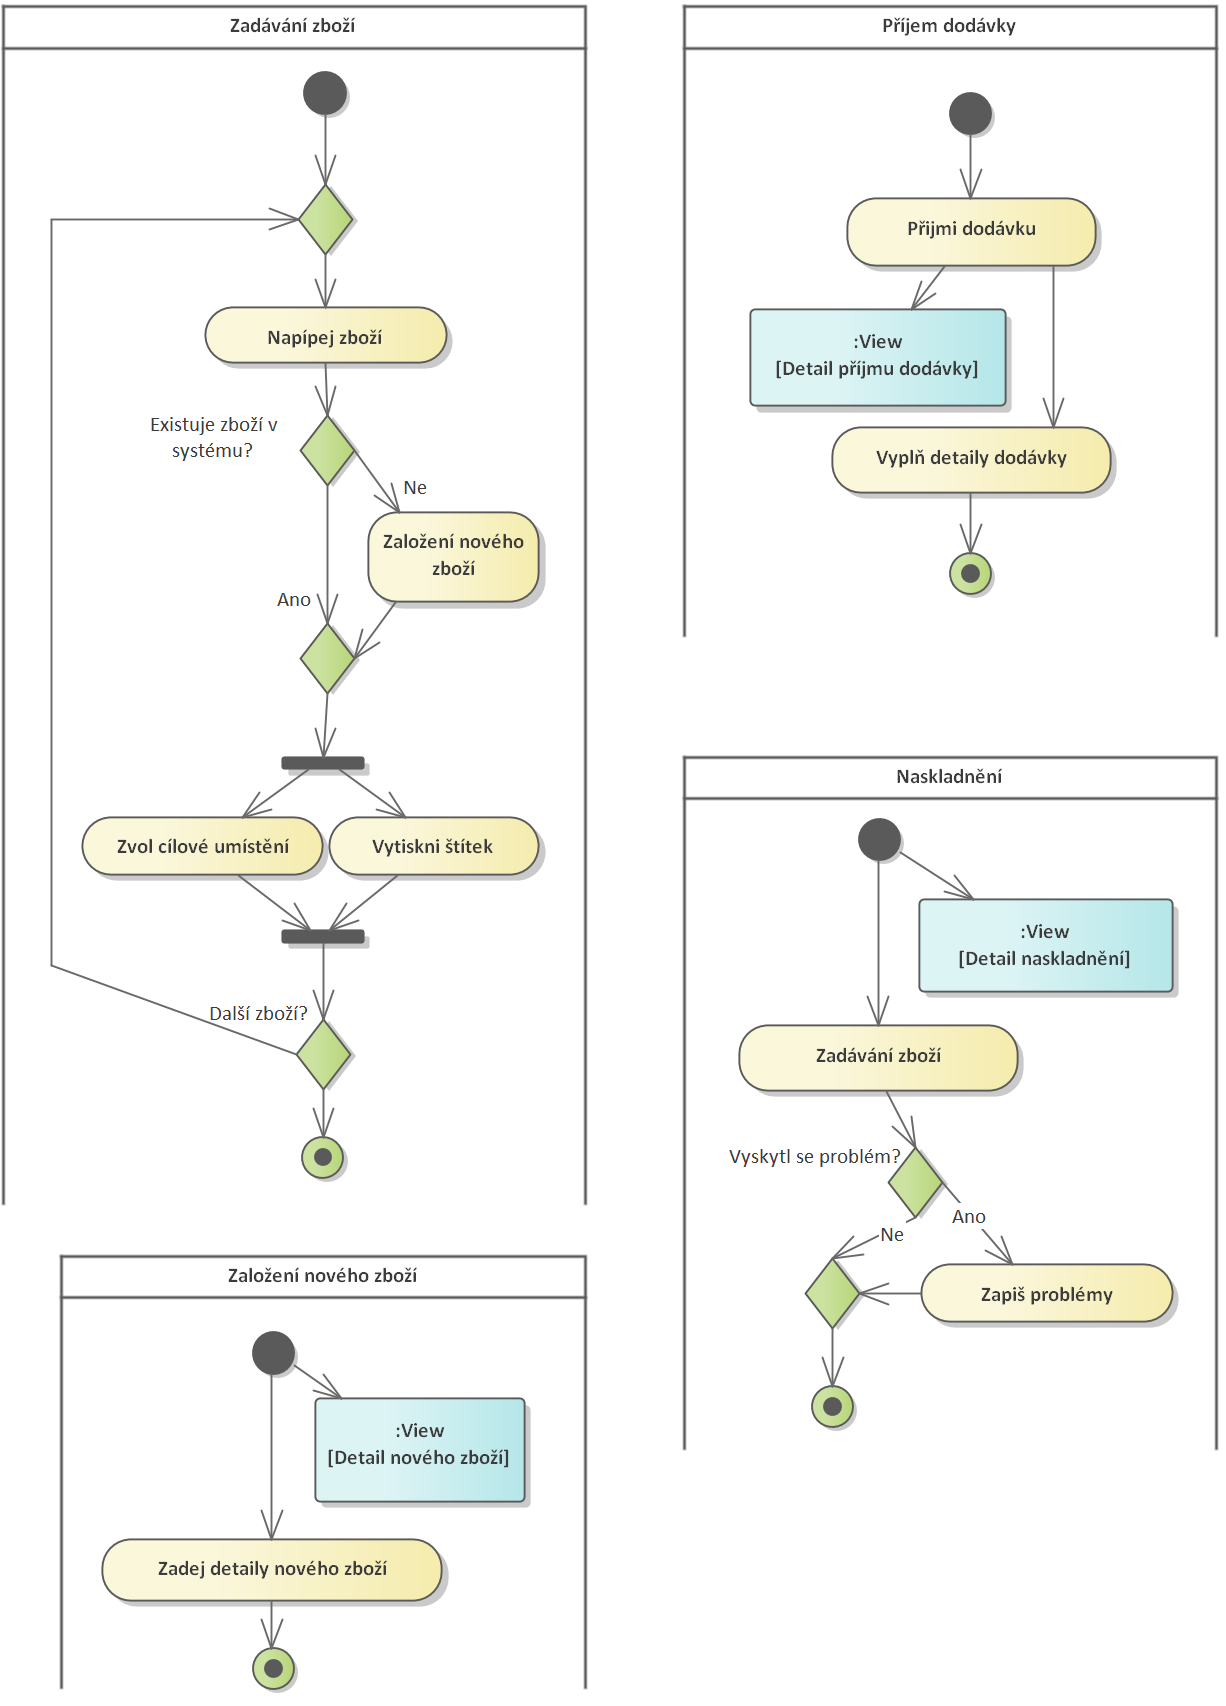 Zadávání zboží
Napípej zboží
Existuje zboží v
systému?
Ne
Založení nového
zboží
Ano
Zvol cílové umístění
Vytiskni štítek
Další zboží?
Založení nového zboží
:View
[Detail nového zboží]
Zadej detaily nového zboží
Příjem dodávky
Přijmi dodávku
:View
[Detail příjmu dodávky]
Vyplň detaily dodávky
Naskladnění
:View
[Detail naskladnění]
Zadávání zboží
Vyskytl se problém?
Ano
Ne
Zapiš problémy